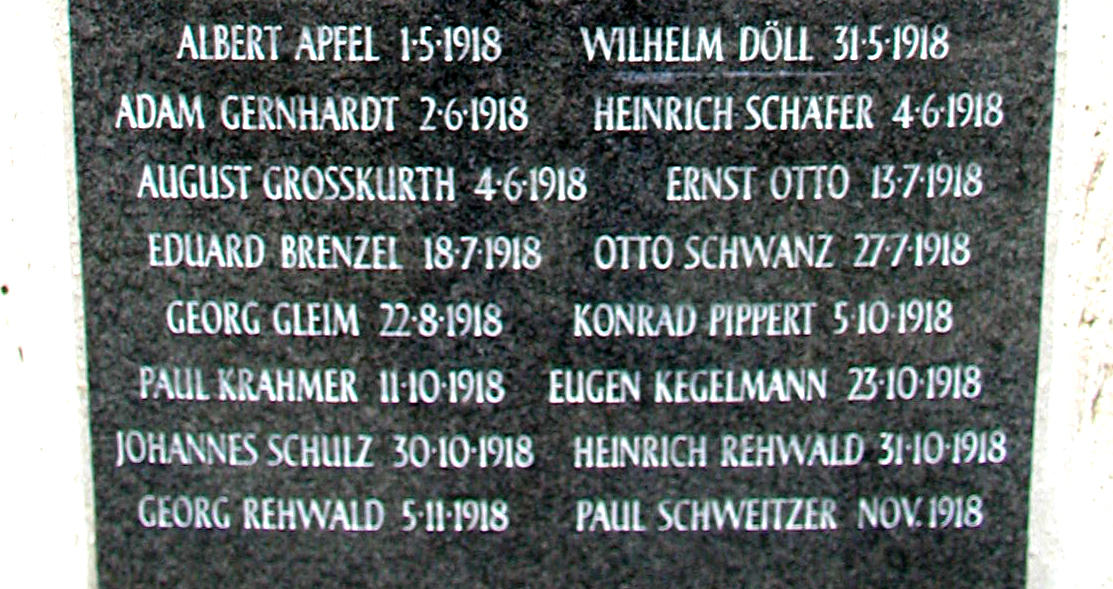 ALBERT APFEL 1·5·1918 WILHELM DÖLL 31·5·1918
ADAM GERNHARDT 2·6·1918 HEINRICH SCHÄFER 4·6·1918
AUGUST GROSSKURTH 4·6·1918 ERNST OTTO 13·7·1918
EDUARD BRENZEL 18·7·1918 OTTO SCHWANZ 27·7·1918
GEORG GLEIM 22·8·1918 KONRAD PIPPERT 5·10·1918
PAUL KRAHMER 11·10·1918 EUGEN KEGELMANN 23·10·1918
JOHANNES SCHULZ 30·10·1918 HEINRICH REHWALD 31·10·1918
GEORG REHWALD 5·11·1918 PAUL SCHWEITZER NOV. 1918